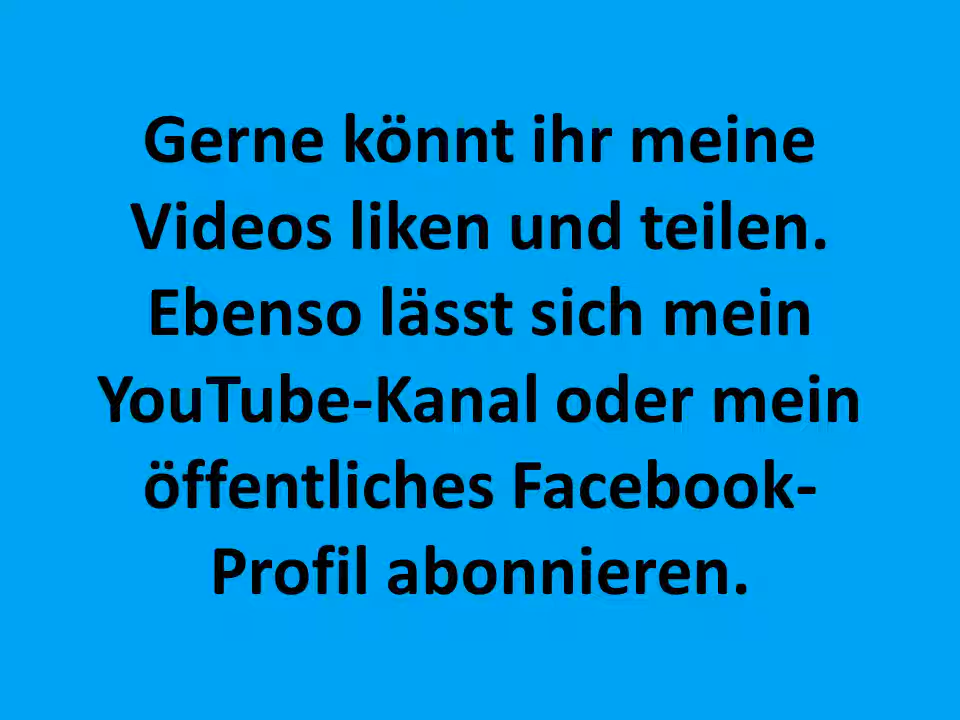 Gerne könnt ihr meine
Videos liken und teilen.
Ebenso lässt sich mein
YouTube-Kanal oder mein
öffentliches Facebook-
Profil abonnieren.